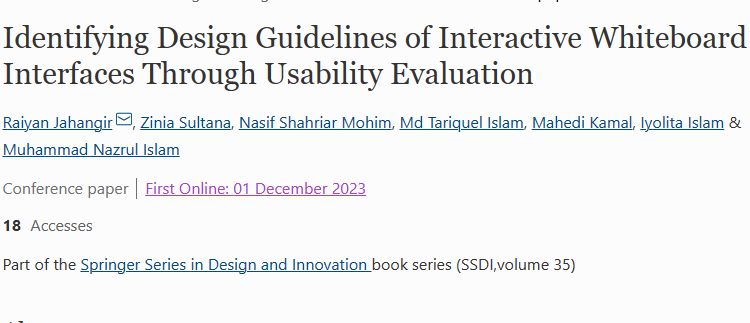 Identifying Design Guidelines of Interactive Whiteboard
Interfaces Through Usability Evaluation
Raiyan Jahangir, Zinia Sultana, Nasif Shahriar Mohim, Md Tariquel Islam, Mahedi Kamal, Iyolita Islam &
Muhammad Nazrul Islam
Conference paper | First Online: 01 December 2023
18 Accesses
Part of the Springer Series in Design and Innovation book series (SSDI,volume 35)